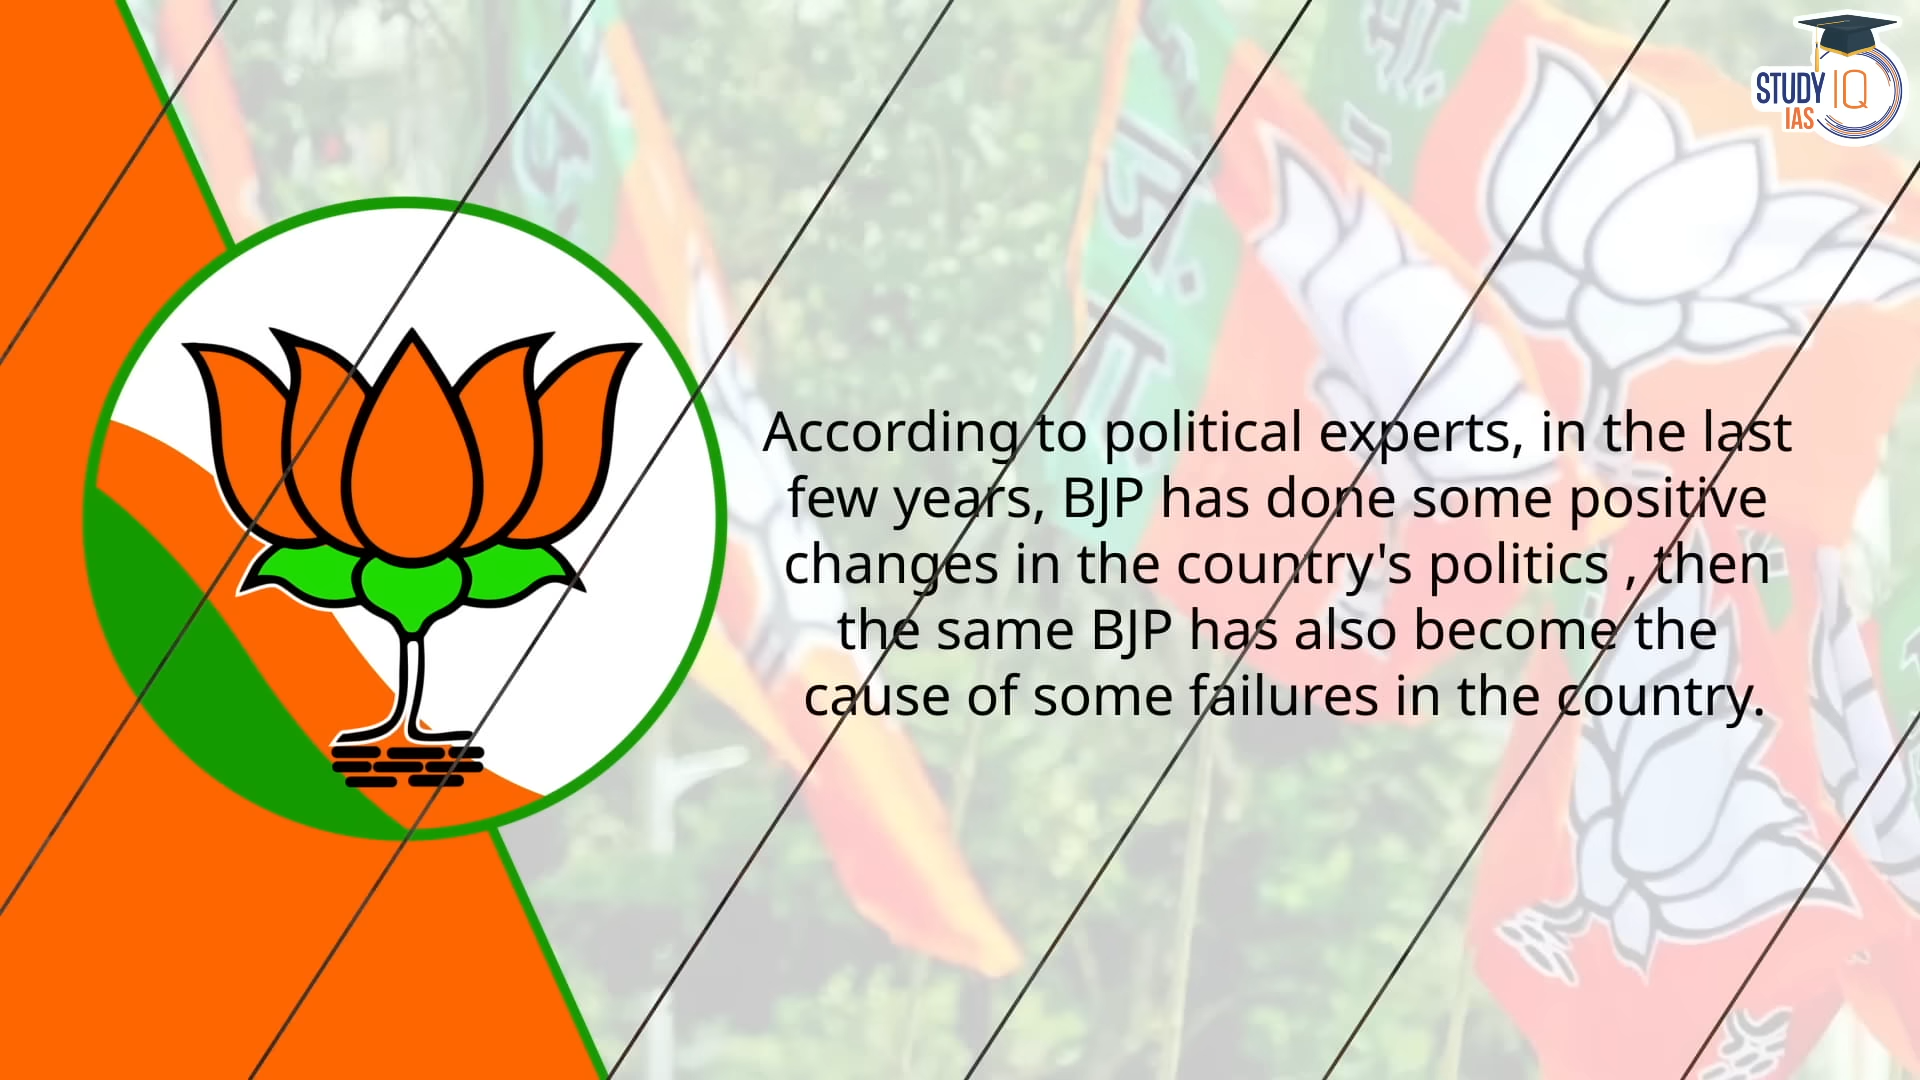 STUDY IQ
IAS
According to political experts, in the last
few years, BJP has done some positive
changes in the country's politics , then
the same BJP has also become the
cause of some failures in the country.